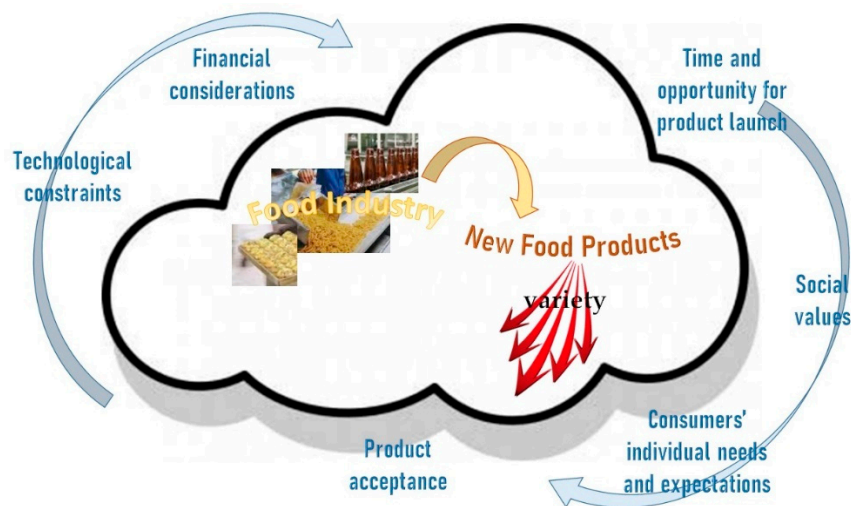 Financial
considerations
Time and
opportunity for
product launch
Technological
constraints
Food Industry
New Food Products
variety
Social
values
Consumers’
individual needs
and expectations
Product
acceptance